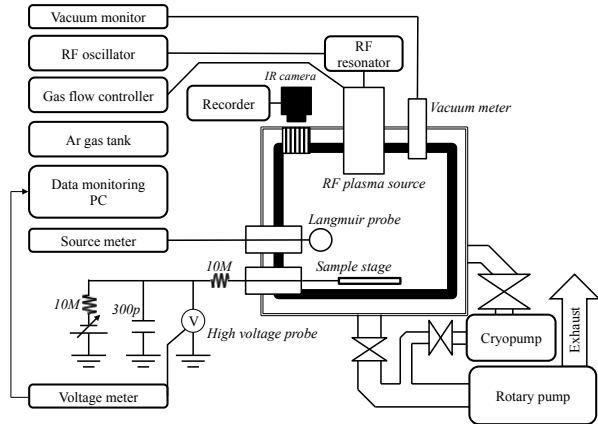 Vacuum monitor
RF oscillator
RF
resonator
IR camera
Gas flow controller
Recorder
Vacuum meter
Ar gas tank
RF plasma source
Data monitoring
PC
Langmuir probe
Source meter
10M
Sample stage
10M
300p
V
High voltage probe
Cryopump
Exhaust
Voltage meter
Rotary pump